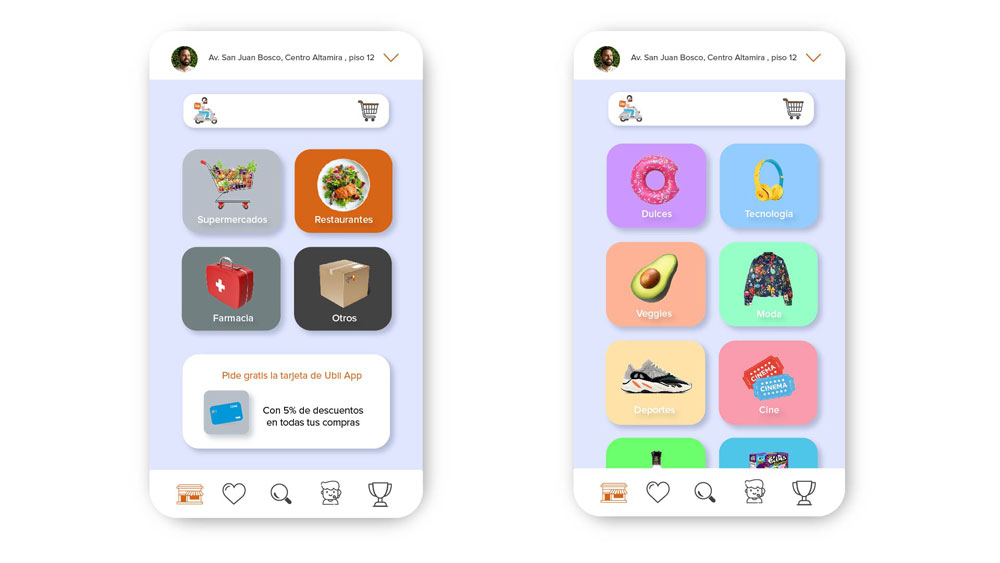 Av. San Juan Bosco, Centro Altamira , piso 12
Supermercados
Restaurantes
Farmacia
Otros
Pide gratis la tarjeta de Ubii App
Con 5% de descuentos
en todas tus compras
Av. San Juan Bosco, Centro Altamira , piso 12
Dulces
Tecnología
Veggies
Moda
Deportes
CINEMA
CINEMA
Cine